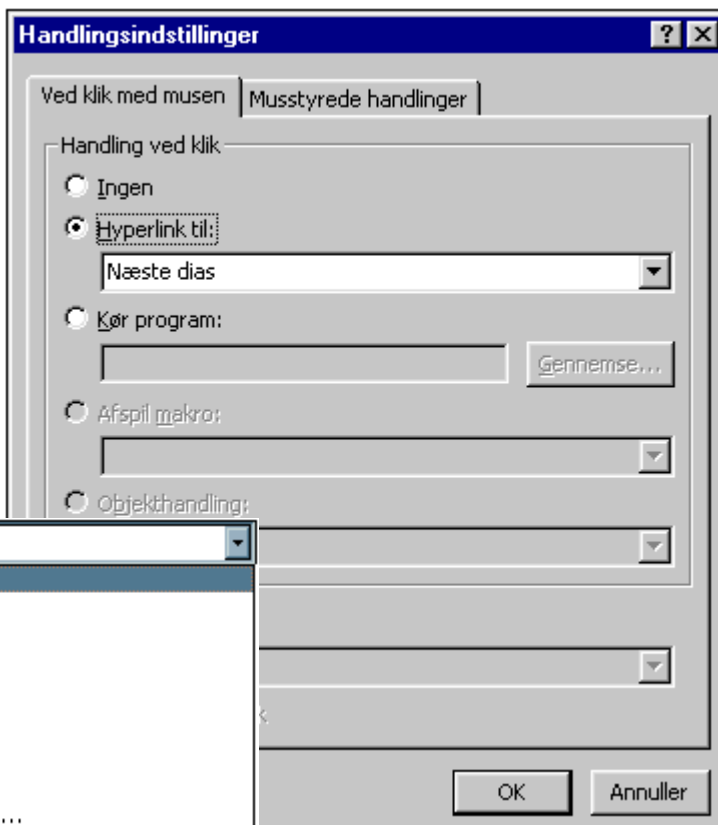 Handlingsindstillinger
Ved klik med musen Musstyrede handlinger
Handling ved klik
Ingen
Hyperlink til:
Næste dias
Kør program:
Gennemse...
Afspil makro:
Objekthandling:
k
...
OK Annuller